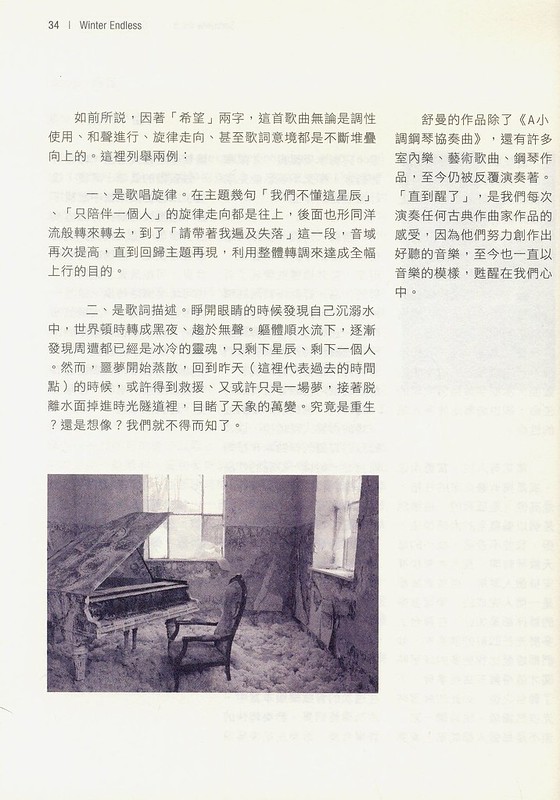 34 | Winter Endless
如前所說，因著「希望」兩字，這首歌曲無論是調性
使用、和聲進行、旋律走向、甚至歌詞意境都是不斷堆疊
向上的。這裡列舉兩例：
一、是歌唱旋律。在主題幾句「我們不懂這星辰」
、「只陪伴一個人」的旋律走向都是往上，後面也形同洋
流般轉來轉去，到了「請帶著我遍及失落」這一段，音域
再次提高，直到回歸主題再現，利用整體轉調來達成全幅
上行的目的。
二、是歌詞描述。睜開眼睛的時候發現自己沉溺水
中，世界頓時轉成黑夜、趨於無聲。軀體順水流下，逐漸
發現周遭都已經是冰冷的靈魂，只剩下星辰、剩下一個人
。然而，噩夢開始蒸散，回到昨天（這裡代表過去的時間
點）的時候，或許得到救援、又或許只是一場夢，接著脱
離水面掉進時光隧道裡，目睹了天象的萬變。究竟是重生
？還是想像？我們就不得而知了。
舒曼的作品除了《A小
調鋼琴協奏曲》，還有許多
室內樂、藝術歌曲、鋼琴作
品，至今仍被反覆演奏著。
「直到醒了」，是我們每次
演奏任何古典作曲家作品的
感受，因為他們努力創作出
好聽的音樂，至今也一直以
音樂的模樣，甦醒在我們心
中。